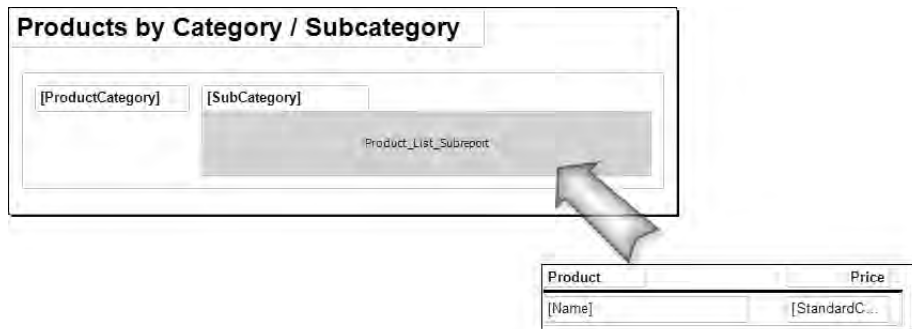 Products by Category / Subcategory
[ProductCategory] [SubCategory]
Product_List_Subreport
Product Price
[Name] [StandardC...